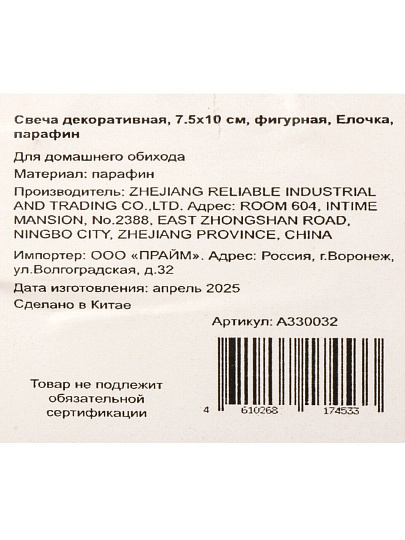 Свеча декоративная, 7.5х10 см, фигурная, Елочка,
парафин
Для домашнего обихода
Материал: парафин
Производитель: ZHEJIANG RELIABLE INDUSTRIAL
AND TRADING CO.,LTD. Адрес: ROOM 604, INTIME
MANSION, No.2388, EAST ZHONGSHAN ROAD,
NINGBO CITY, ZHEJIANG PROVINCE, CHINA
Импортер: ООО «ПРАЙМ». Адрес: Россия, г.Воронеж,
ул.Волгоградская, д.32
Дата изготовления: апрель 2025
Сделано в Китае
Артикул: А330032
Товар не подлежит
обязательной
сертификации
4 610268 174533